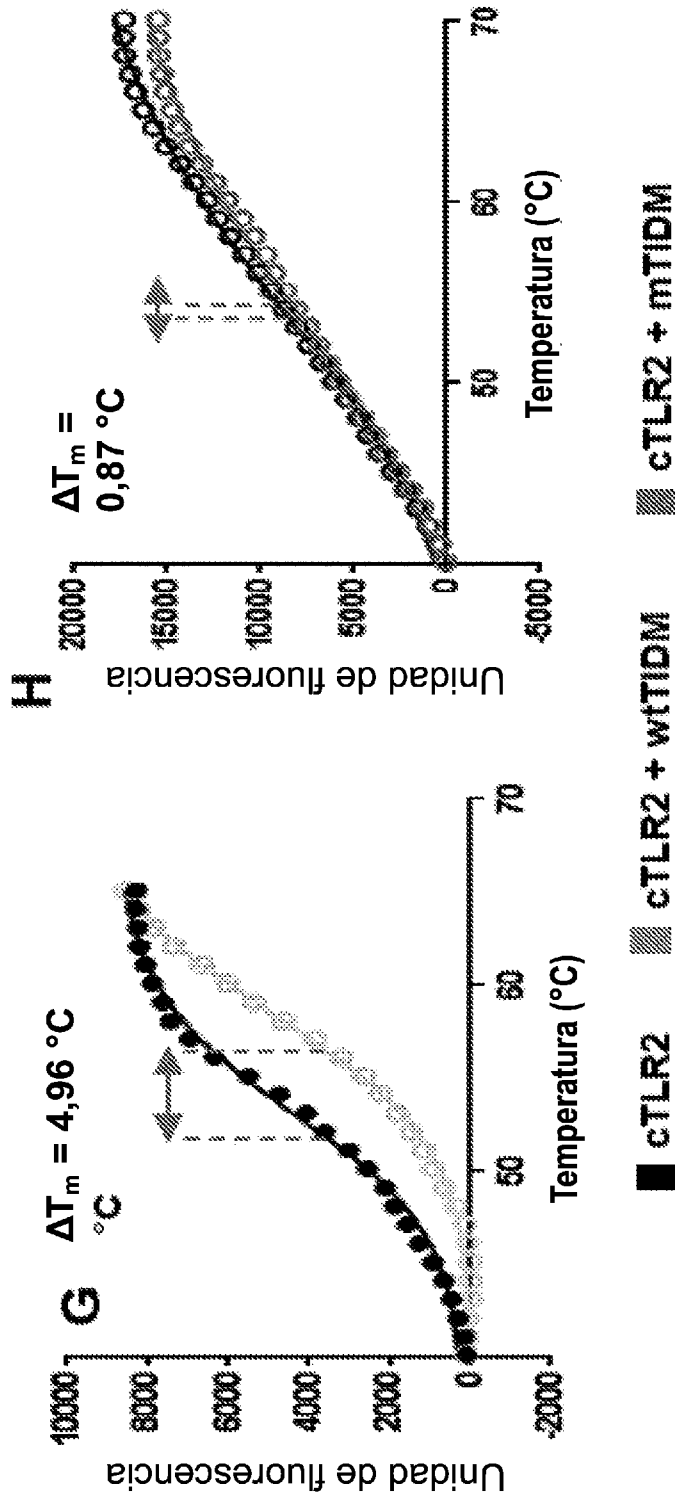 G
ΔTm = 4,96 °C
°C
10000
8000
6000
4000
2000
0
-2000
Unidad de fluorescencia
50
60
70
Temperatura (°C)
H
ΔTm =
0,87 °C
20000
15000
10000
5000
0
-5000
Unidad de fluorescencia
50
60
70
Temperatura (°C)
cTLR2
cTLR2 + wtTIDM
cTLR2 + mTIDM